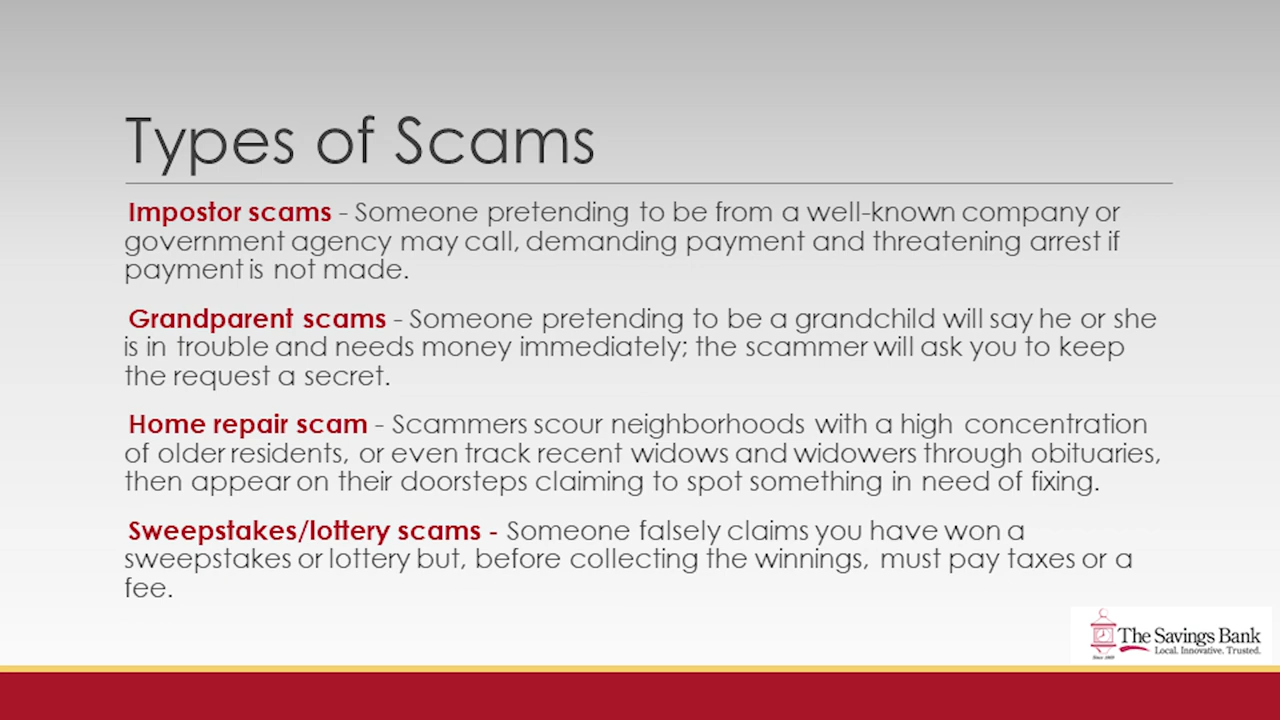 Types of Scams
Impostor scams - Someone pretending to be from a well-known company or
government agency may call, demanding payment and threatening arrest if
payment is not made.
Grandparent scams - Someone pretending to be a grandchild will say he or she
is in trouble and needs money immediately; the scammer will ask you to keep
the request a secret.
Home repair scam - Scammers scour neighborhoods with a high concentration
of older residents, or even track recent widows and widowers through obituaries,
then appear on their doorsteps claiming to spot something in need of fixing.
Sweepstakes/lottery scams - Someone falsely claims you have won a
sweepstakes or lottery but, before collecting the winnings, must pay taxes or a
fee.
The Savings Bank
Local. Innovative. Trusted.
Since 1869